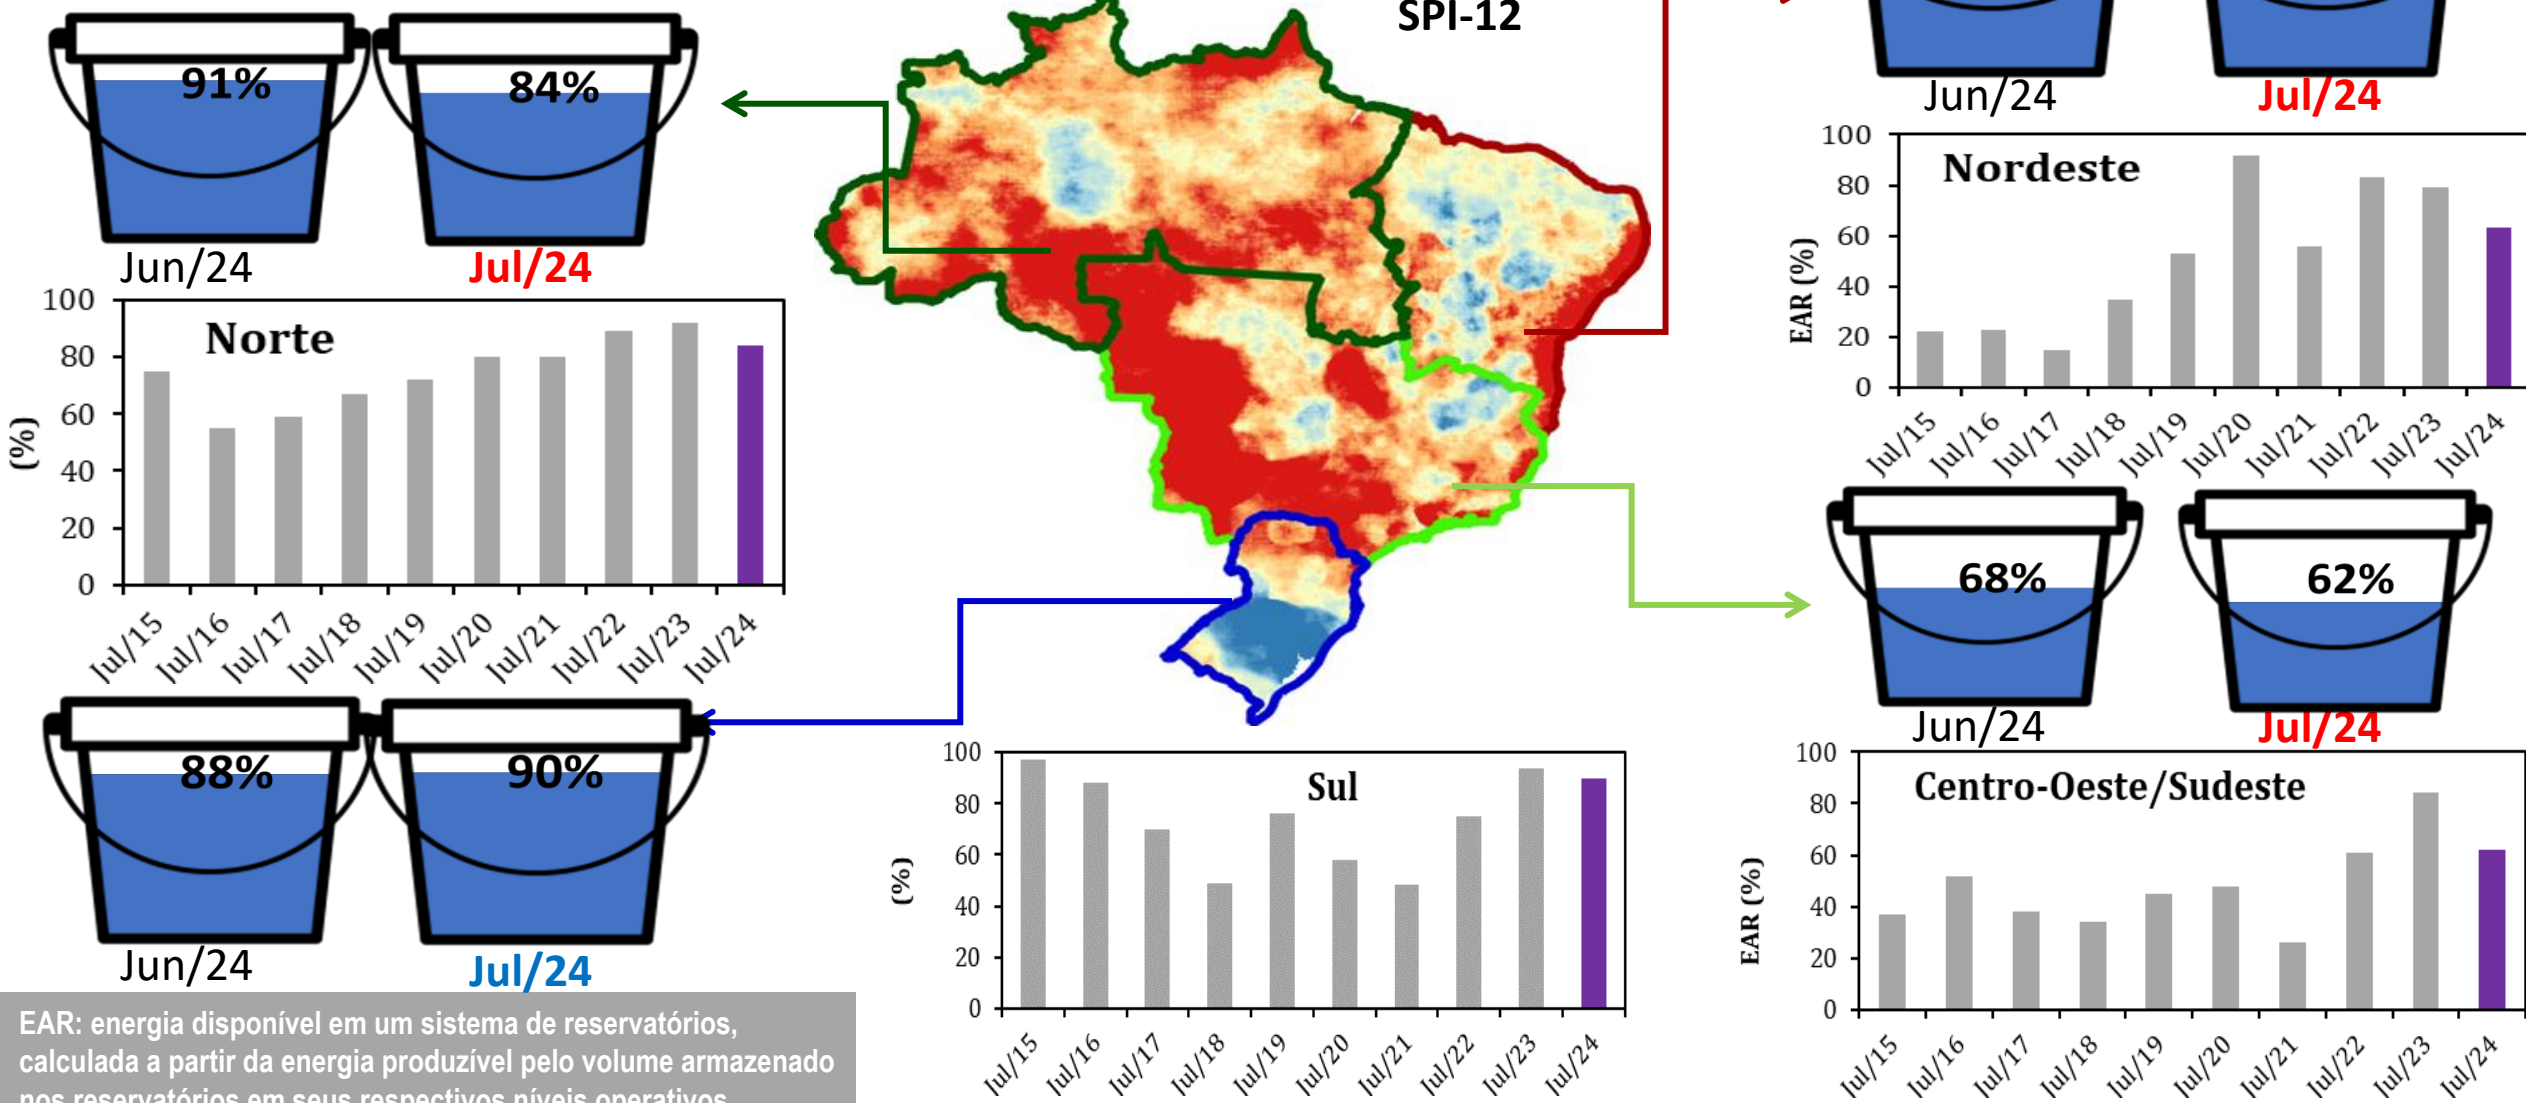 SPI-12
91%
84%
Jun/24
Jul/24
Jun/24
Jul/24
100
80
60
40
20
0
(%)
Norte
Jul/15
Jul/16
Jul/17
Jul/18
Jul/19
Jul/20
Jul/21
Jul/22
Jul/23
Jul/24
100
80
60
40
20
0
EAR (%)
Nordeste
Jul/15
Jul/16
Jul/17
Jul/18
Jul/19
Jul/20
Jul/21
Jul/22
Jul/23
Jul/24
68%
62%
Jun/24
Jul/24
88%
90%
Jun/24
Jul/24
100
80
60
40
20
0
(%)
Sul
Jul/15
Jul/16
Jul/17
Jul/18
Jul/19
Jul/20
Jul/21
Jul/22
Jul/23
Jul/24
100
80
60
40
20
0
EAR (%)
Centro-Oeste/Sudeste
Jul/15
Jul/16
Jul/17
Jul/18
Jul/19
Jul/20
Jul/21
Jul/22
Jul/23
Jul/24
EAR: energia disponível em um sistema de reservatórios,
calculada a partir da energia produzível pelo volume armazenado
nos reservatórios em seus respectivos níveis operativos